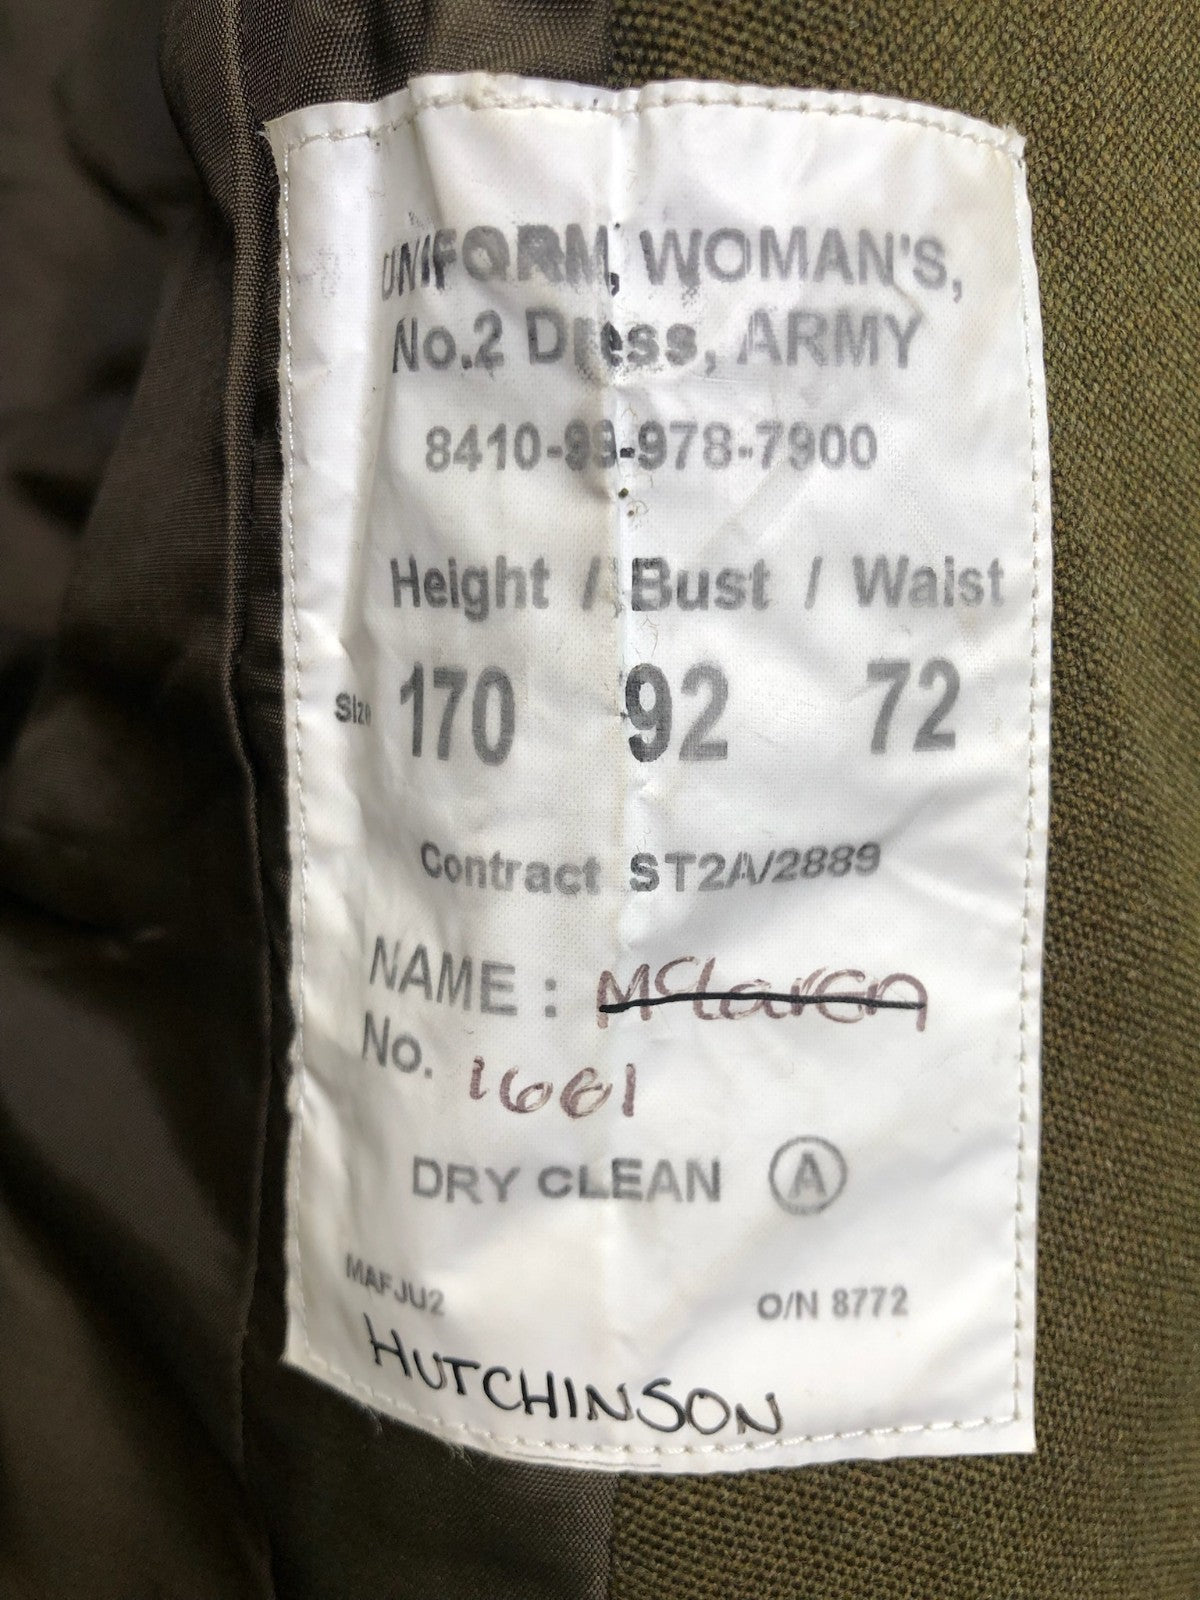 UNIFORM, WOMAN'S,
No.2 Dress, ARMY
8410-99-978-7900
Height / Bust / Waist
Size 170 92 72
Contract ST2A/2889
NAME : McLaren
No. 1661
DRY CLEAN A
MAFJU2 O/N 8772
HUTCHINSON